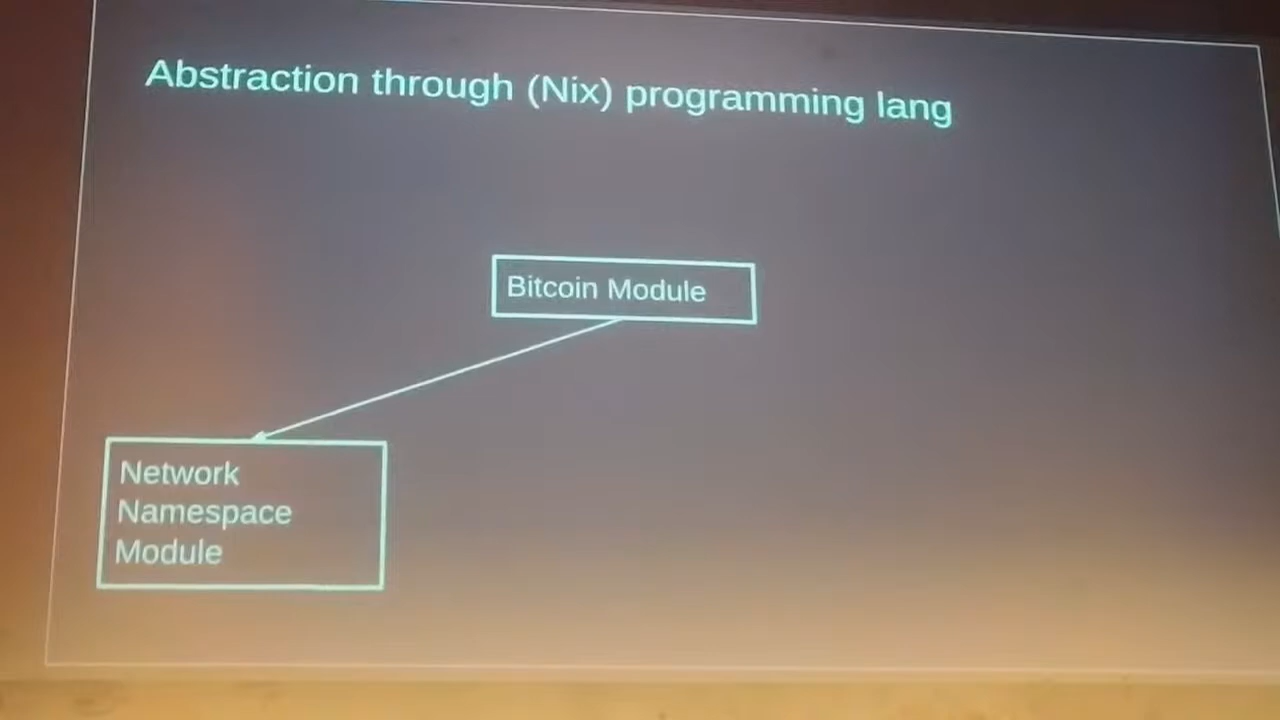 Abstraction through (Nix) programming lang
Bitcoin Module
Network
Namespace
Module